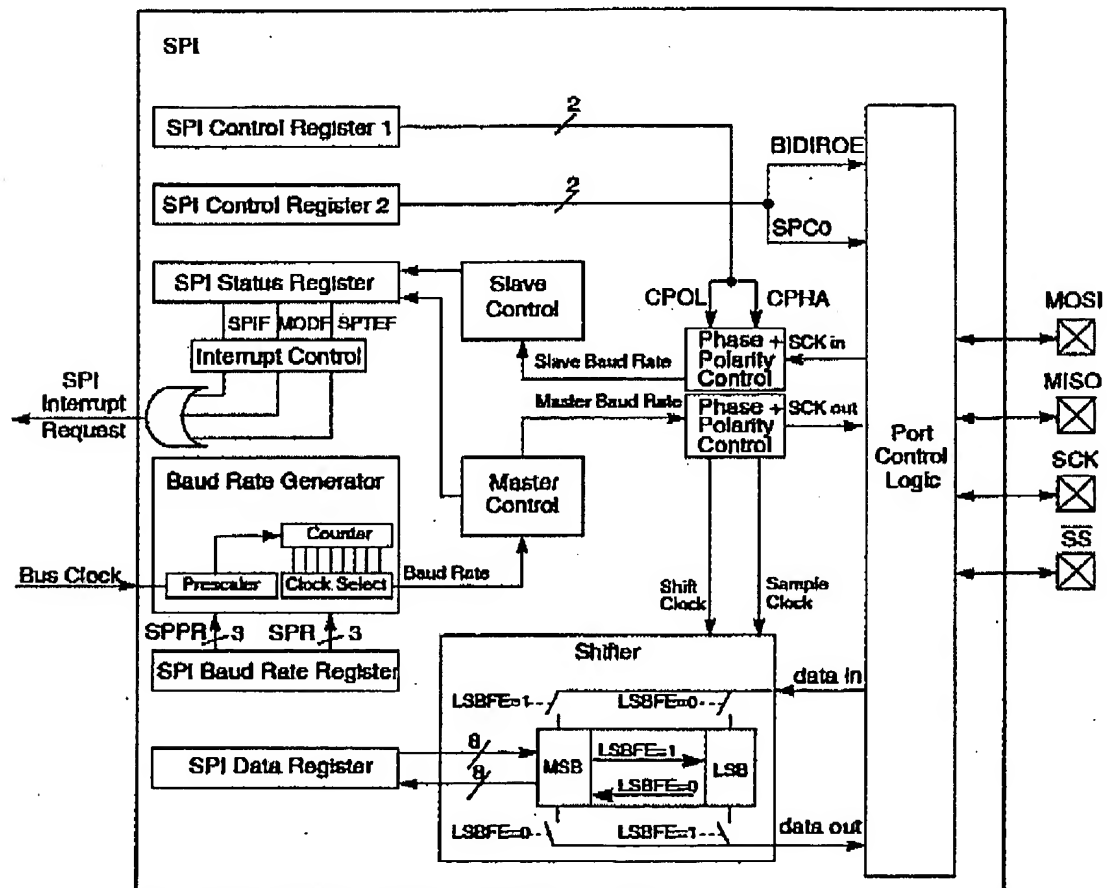 SPI
SPI Control Register 1
2
BIDIROE
SPI Control Register 2
2
SPC0
SPI Status Register
Slave
Control
CPOL
CPHA
MOSI
SPIF
MODF
SPTEF
Phase +
Polarity
Control
SCK in
Interrupt Control
Slave Baud Rate
SPI
Interrupt
Request
Master Baud Rate
Phase +
Polarity
Control
SCK out
MISO
Port
Control
Logic
Baud Rate Generator
Master
Control
SCK
Counter
SS
Bus Clock
Prescaler
Clock Select
Baud Rate
Shift
Clock
Sample
Clock
SPPR
3
SPR
3
SPI Baud Rate Register
Shifter
data in
LSBFE=1
LSBFE=0
SPI Data Register
8
8
MSB
LSBFE=1
LSBFE=0
LSB
LSBFE=0
LSBFE=1
data out